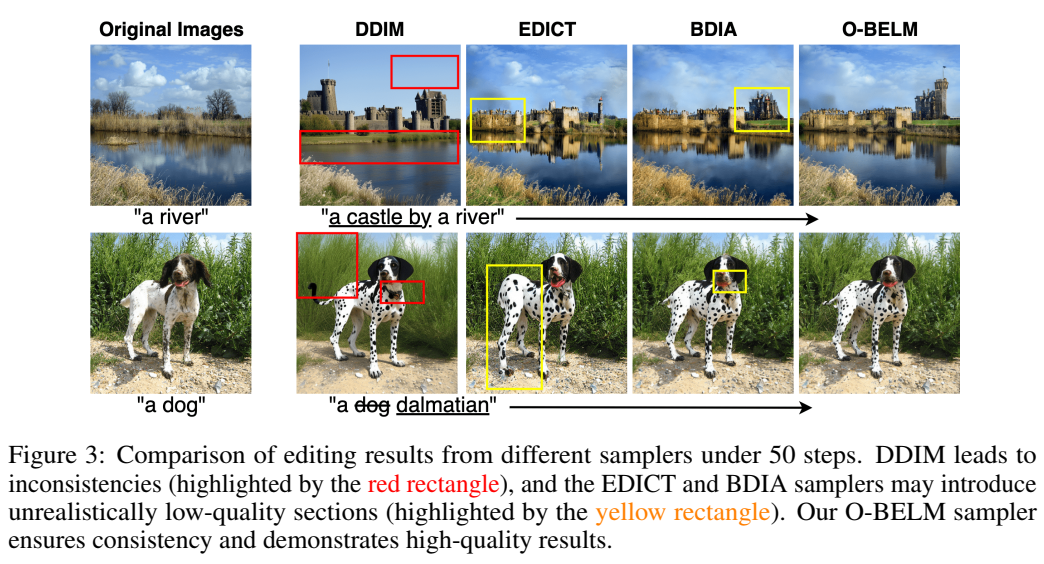 Original Images DDIM EDICT BDIA O-BELM
"a river" "a castle by a river"
"a dog" "a dog dalmatian"
Figure 3: Comparison of editing results from different samplers under 50 steps. DDIM leads to
inconsistencies (highlighted by the red rectangle), and the EDICT and BDIA samplers may introduce
unrealistically low-quality sections (highlighted by the yellow rectangle). Our O-BELM sampler
ensures consistency and demonstrates high-quality results.